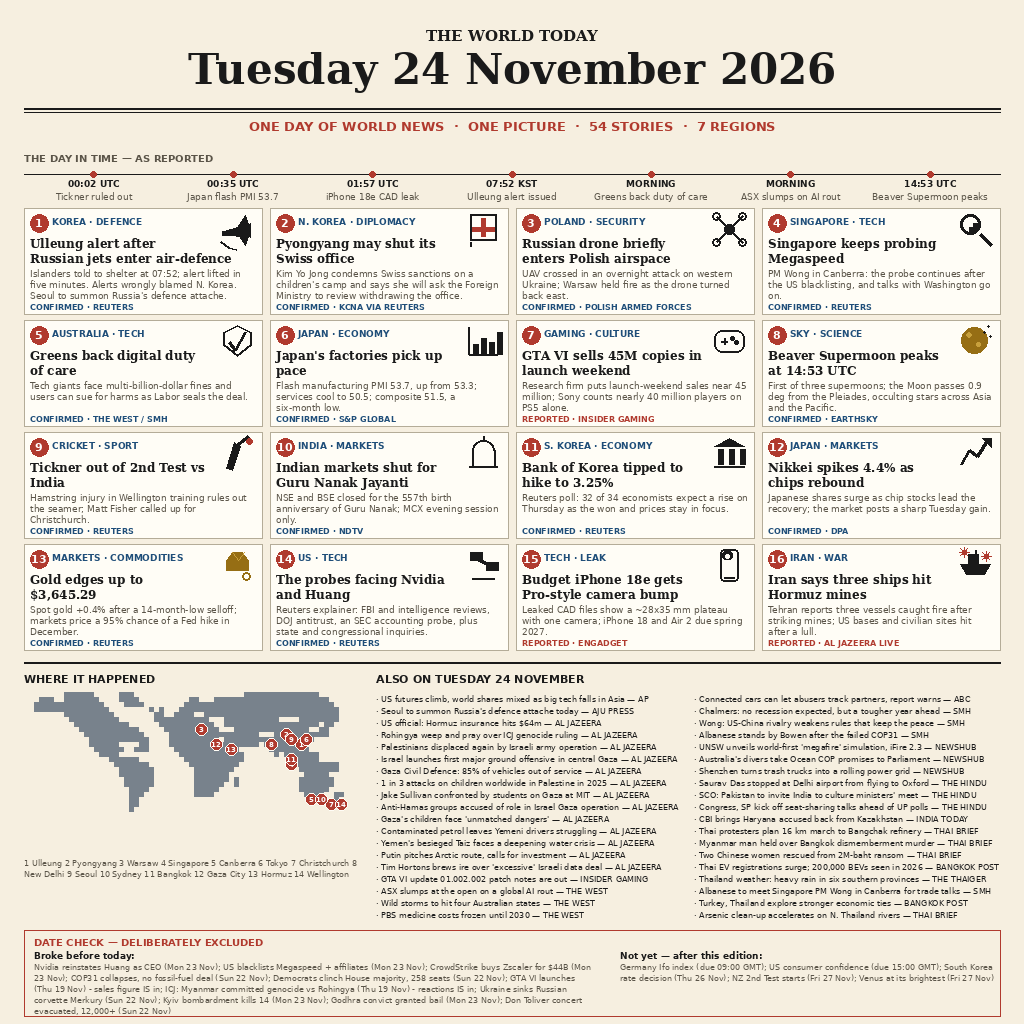 THE WORLD TODAY
Tuesday 24 November 2026
ONE DAY OF WORLD NEWS · ONE PICTURE · 54 STORIES · 7 REGIONS
THE DAY IN TIME — AS REPORTED
00:02 UTC
Tickner ruled out
00:35 UTC
Japan flash PMI 53.7
01:57 UTC
iPhone 18e CAD leak
07:52 KST
Ulleung alert issued
MORNING
Greens back duty of care
MORNING
ASX slumps on AI rout
14:53 UTC
Beaver Supermoon peaks
1 KOREA · DEFENCE
Ulleung alert after
Russian jets enter air-defence
Islanders told to shelter at 07:52; alert lifted in
five minutes. Alerts wrongly blamed N. Korea.
Seoul to summon Russia's defence attache.
CONFIRMED · REUTERS
2 N. KOREA · DIPLOMACY
Pyongyang may shut its
Swiss office
Kim Yo Jong condemns Swiss sanctions on a
children's camp and says she will ask the Foreign
Ministry to review withdrawing the office.
CONFIRMED · KCNA VIA REUTERS
3 POLAND · SECURITY
Russian drone briefly
enters Polish airspace
UAV crossed in an overnight attack on western
Ukraine; Warsaw held fire as the drone turned
back east.
CONFIRMED · POLISH ARMED FORCES
4 SINGAPORE · TECH
Singapore keeps probing
Megaspeed
PM Wong in Canberra: the probe continues after
the US blacklisting, and talks with Washington go
on.
CONFIRMED · REUTERS
5 AUSTRALIA · TECH
Greens back digital duty
of care
Tech giants face multi-billion-dollar fines and
users can sue for harms as Labor seals the deal.
CONFIRMED · THE WEST / SMH
6 JAPAN · ECONOMY
Japan's factories pick up
pace
Flash manufacturing PMI 53.7, up from 53.3;
services cool to 50.5; composite 51.5, a
six-month low.
CONFIRMED · S&P GLOBAL
7 GAMING · CULTURE
GTA VI sells 45M copies in
launch weekend
Research firm puts launch-weekend sales near 45
million; Sony counts nearly 40 million players on
PS5 alone.
REPORTED · INSIDER GAMING
8 SKY · SCIENCE
Beaver Supermoon peaks
at 14:53 UTC
First of three supermoons; the Moon passes 0.9
deg from the Pleiades, occulting stars across Asia
and the Pacific.
CONFIRMED · EARTHSKY
9 CRICKET · SPORT
Tickner out of 2nd Test vs
India
Hamstring injury in Wellington training rules out
the seamer; Matt Fisher called up for
Christchurch.
CONFIRMED · REUTERS
10 INDIA · MARKETS
Indian markets shut for
Guru Nanak Jayanti
NSE and BSE closed for the 557th birth
anniversary of Guru Nanak; MCX evening session
only.
CONFIRMED · NDTV
11 S. KOREA · ECONOMY
Bank of Korea tipped to
hike to 3.25%
Reuters poll: 32 of 34 economists expect a rise on
Thursday as the won and prices stay in focus.
CONFIRMED · REUTERS
12 JAPAN · MARKETS
Nikkei spikes 4.4% as
chips rebound
Japanese shares surge as chip stocks lead the
recovery; the market posts a sharp Tuesday gain.
CONFIRMED · DPA
13 MARKETS · COMMODITIES
Gold edges up to
$3,645.29
Spot gold +0.4% after a 14-month-low selloff;
markets price a 95% chance of a Fed hike in
December.
CONFIRMED · REUTERS
14 US · TECH
The probes facing Nvidia
and Huang
Reuters explainer: FBI and intelligence reviews,
DOJ antitrust, an SEC accounting probe, plus
state and congressional inquiries.
CONFIRMED · REUTERS
15 TECH · LEAK
Budget iPhone 18e gets
Pro-style camera bump
Leaked CAD files show a ~28x35 mm plateau
with one camera; iPhone 18 and Air 2 due spring
2027.
REPORTED · ENGADGET
16 IRAN · WAR
Iran says three ships hit
Hormuz mines
Tehran reports three vessels caught fire after
striking mines; US bases and civilian sites hit
after a lull.
REPORTED · AL JAZEERA LIVE
WHERE IT HAPPENED
3
12
13
8
9
6
11
5
10
7
14
1 Ulleung 2 Pyongyang 3 Warsaw 4 Singapore 5 Canberra 6 Tokyo 7 Christchurch 8
New Delhi 9 Seoul 10 Sydney 11 Bangkok 12 Gaza City 13 Hormuz 14 Wellington
ALSO ON TUESDAY 24 NOVEMBER
· US futures climb, world shares mixed as big tech falls in Asia — AP
· Seoul to summon Russia's defence attache today — AJU PRESS
· US official: Hormuz insurance hits $64m — AL JAZEERA
· Rohingya weep and pray over ICJ genocide ruling — AL JAZEERA
· Palestinians displaced again by Israeli army operation — AL JAZEERA
· Israel launches first major ground offensive in central Gaza — AL JAZEERA
· Gaza Civil Defence: 85% of vehicles out of service — AL JAZEERA
· 1 in 3 attacks on children worldwide in Palestine in 2025 — AL JAZEERA
· Jake Sullivan confronted by students on Gaza at MIT — AL JAZEERA
· Anti-Hamas groups accused of role in Israel Gaza operation — AL JAZEERA
· Gaza's children face 'unmatched dangers' — AL JAZEERA
· Contaminated petrol leaves Yemeni drivers struggling — AL JAZEERA
· Yemen's besieged Taiz faces a deepening water crisis — AL JAZEERA
· Putin pitches Arctic route, calls for investment — AL JAZEERA
· Tim Hortons brews ire over 'excessive' Israeli data deal — AL JAZEERA
· GTA VI update 01.002.002 patch notes are out — INSIDER GAMING
· ASX slumps at the open on a global AI rout — THE WEST
· Wild storms to hit four Australian states — THE WEST
· PBS medicine costs frozen until 2030 — THE WEST
· Connected cars can let abusers track partners, report warns — ABC
· Chalmers: no recession expected, but a tougher year ahead — SMH
· Wong: US-China rivalry weakens rules that keep the peace — SMH
· Albanese stands by Bowen after the failed COP31 — SMH
· UNSW unveils world-first 'megafire' simulation, iFire 2.3 — NEWSHUB
· Australia's divers take Ocean COP promises to Parliament — NEWSHUB
· Shenzhen turns trash trucks into a rolling power grid — NEWSHUB
· Saurav Das stopped at Delhi airport from flying to Oxford — THE HINDU
· SCO: Pakistan to invite India to culture ministers' meet — THE HINDU
· Congress, SP kick off seat-sharing talks ahead of UP polls — THE HINDU
· CBI brings Haryana accused back from Kazakhstan — INDIA TODAY
· Thai protesters plan 16 km march to Bangchak refinery — THAI BRIEF
· Myanmar man held over Bangkok dismemberment murder — THAI BRIEF
· Two Chinese women rescued from 2M-baht ransom — THAI BRIEF
· Thai EV registrations surge; 200,000 BEVs seen in 2026 — BANGKOK POST
· Thailand weather: heavy rain in six southern provinces — THE THAIGER
· Albanese to meet Singapore PM Wong in Canberra for trade talks — SMH
· Turkey, Thailand explore stronger economic ties — BANGKOK POST
· Arsenic clean-up accelerates on N. Thailand rivers — THAI BRIEF
DATE CHECK — DELIBERATELY EXCLUDED
Broke before today:
Nvidia reinstates Huang as CEO (Mon 23 Nov); US blacklists Megaspeed + affiliates (Mon 23 Nov); CrowdStrike buys Zscaler for $44B (Mon
23 Nov); COP31 collapses, no fossil-fuel deal (Sun 22 Nov); Democrats clinch House majority, 258 seats (Sun 22 Nov); GTA VI launches
(Thu 19 Nov) - sales figure IS in; ICJ: Myanmar committed genocide vs Rohingya (Thu 19 Nov) - reactions IS in; Ukraine sinks Russian
corvette Merkury (Sun 22 Nov); Kyiv bombardment kills 14 (Mon 23 Nov); Godhra convict granted bail (Mon 23 Nov); Don Toliver concert
evacuated, 12,000+ (Sun 22 Nov)
Not yet — after this edition:
Germany Ifo index (due 09:00 GMT); US consumer confidence (due 15:00 GMT); South Korea
rate decision (Thu 26 Nov); NZ 2nd Test starts (Fri 27 Nov); Venus at its brightest (Fri 27 Nov)